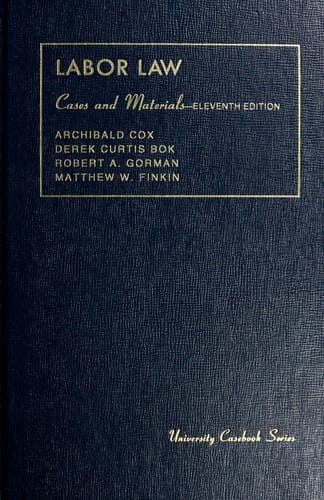 LABOR LAW
Cases and Materials—ELEVENTH EDITION
ARCHIBALD COX
DEREK CURTIS BOK
ROBERT A. GORMAN
MATTHEW W. FINKIN
University Casebook Series